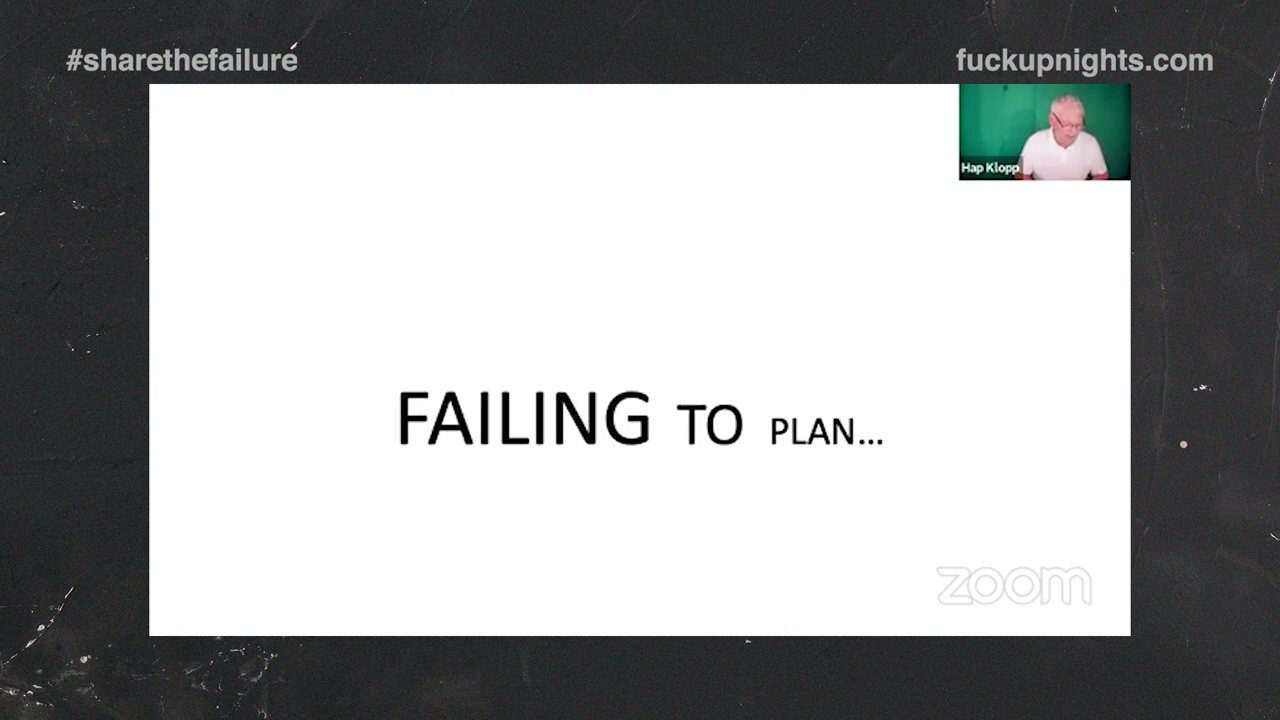 #sharethefailure
fuckupnights.com
Hap Klopp
FAILING TO PLAN...
zoom